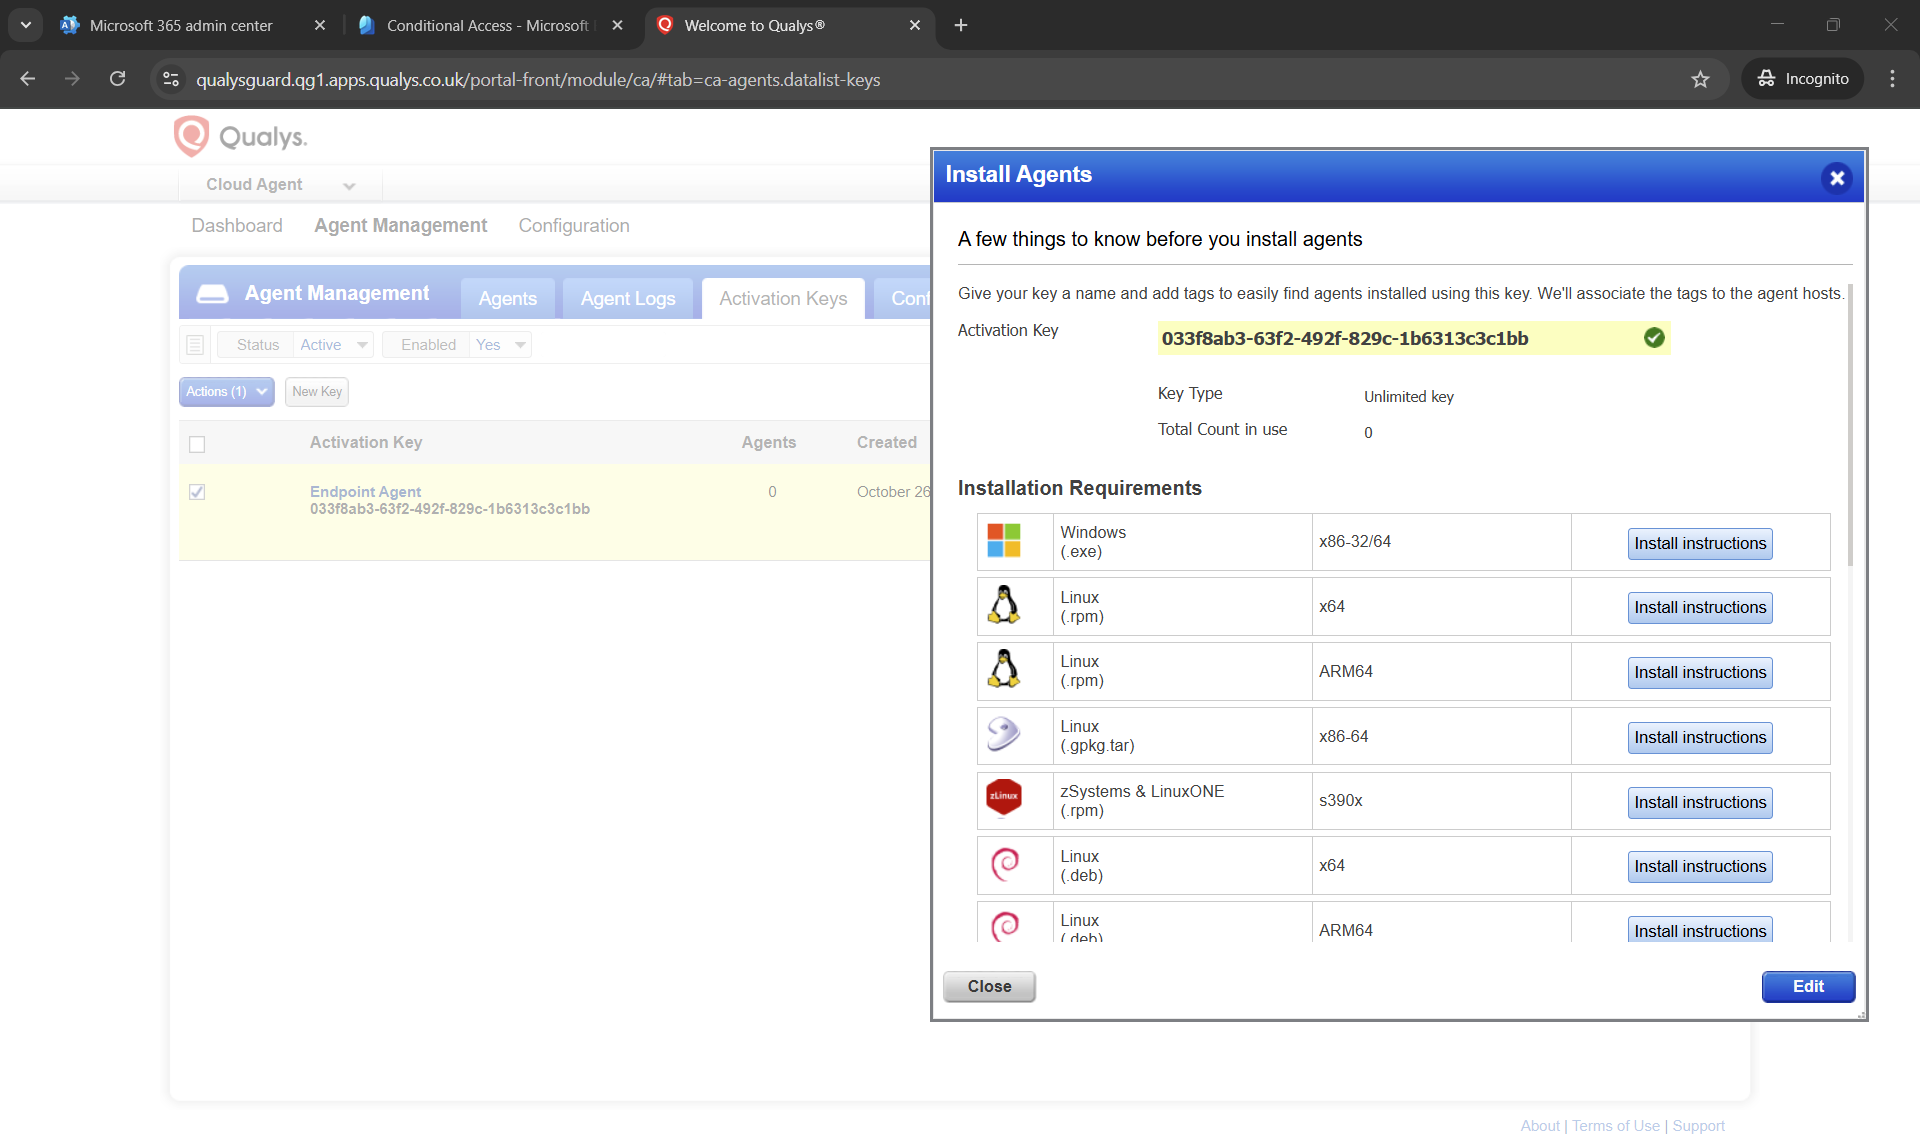 Microsoft 365 admin center
Conditional Access - Microsoft
Welcome to Qualys®
qualysguard.qg1.apps.qualys.co.uk/portal-front/module/ca/#tab=ca-agents.datalist-keys
Incognito
Qualys.
Cloud Agent
Dashboard Agent Management Configuration
Agent Management Agents Agent Logs Activation Keys Conf
Status Active Enabled Yes
Actions (1) New Key
Activation Key Agents Created
Endpoint Agent 0 October 26
033f8ab3-63f2-492f-829c-1b6313c3c1bb
Install Agents
A few things to know before you install agents
Give your key a name and add tags to easily find agents installed using this key. We'll associate the tags to the agent hosts.
Activation Key 033f8ab3-63f2-492f-829c-1b6313c3c1bb
Key Type Unlimited key
Total Count in use 0
Installation Requirements
Windows
(.exe)
x86-32/64
Install instructions
Linux
(.rpm)
x64
Install instructions
Linux
(.rpm)
ARM64
Install instructions
Linux
(.gpkg.tar)
x86-64
Install instructions
zLinux
zSystems & LinuxONE
(.rpm)
s390x
Install instructions
Linux
(.deb)
x64
Install instructions
Linux
(.deb)
ARM64
Install instructions
Close Edit
About | Terms of Use | Support